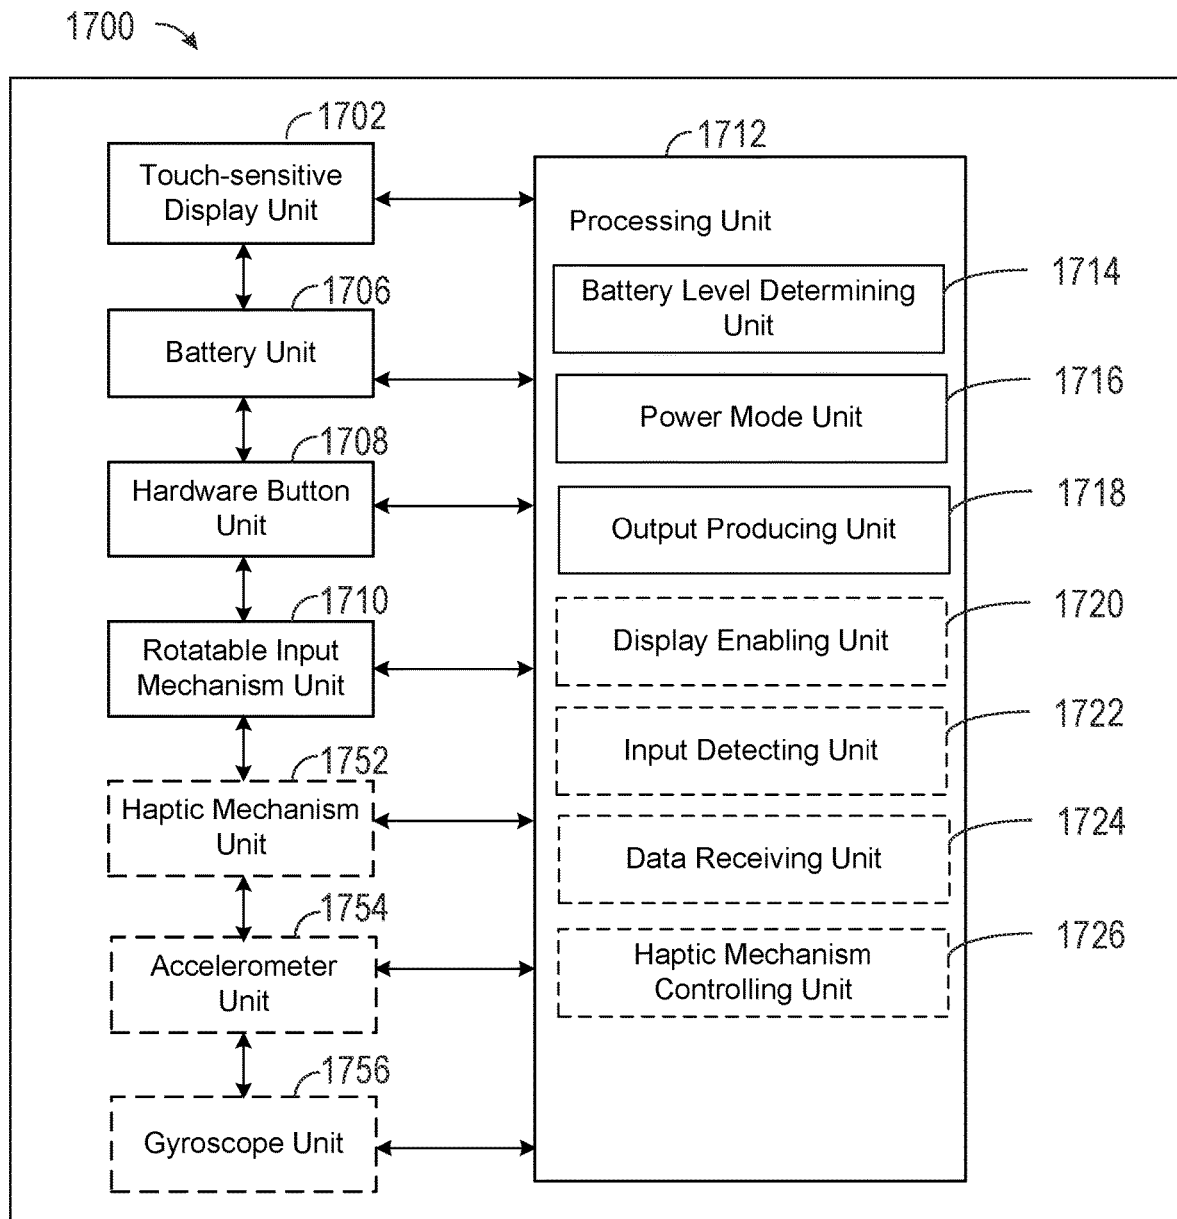 1700
1702
Touch-sensitive
Display Unit
1706
Battery Unit
1708
Hardware Button
Unit
1710
Rotatable Input
Mechanism Unit
1752
Haptic Mechanism
Unit
1754
Accelerometer
Unit
1756
Gyroscope Unit
1712
Processing Unit
1714
Battery Level Determining
Unit
1716
Power Mode Unit
1718
Output Producing Unit
1720
Display Enabling Unit
1722
Input Detecting Unit
1724
Data Receiving Unit
1726
Haptic Mechanism
Controlling Unit